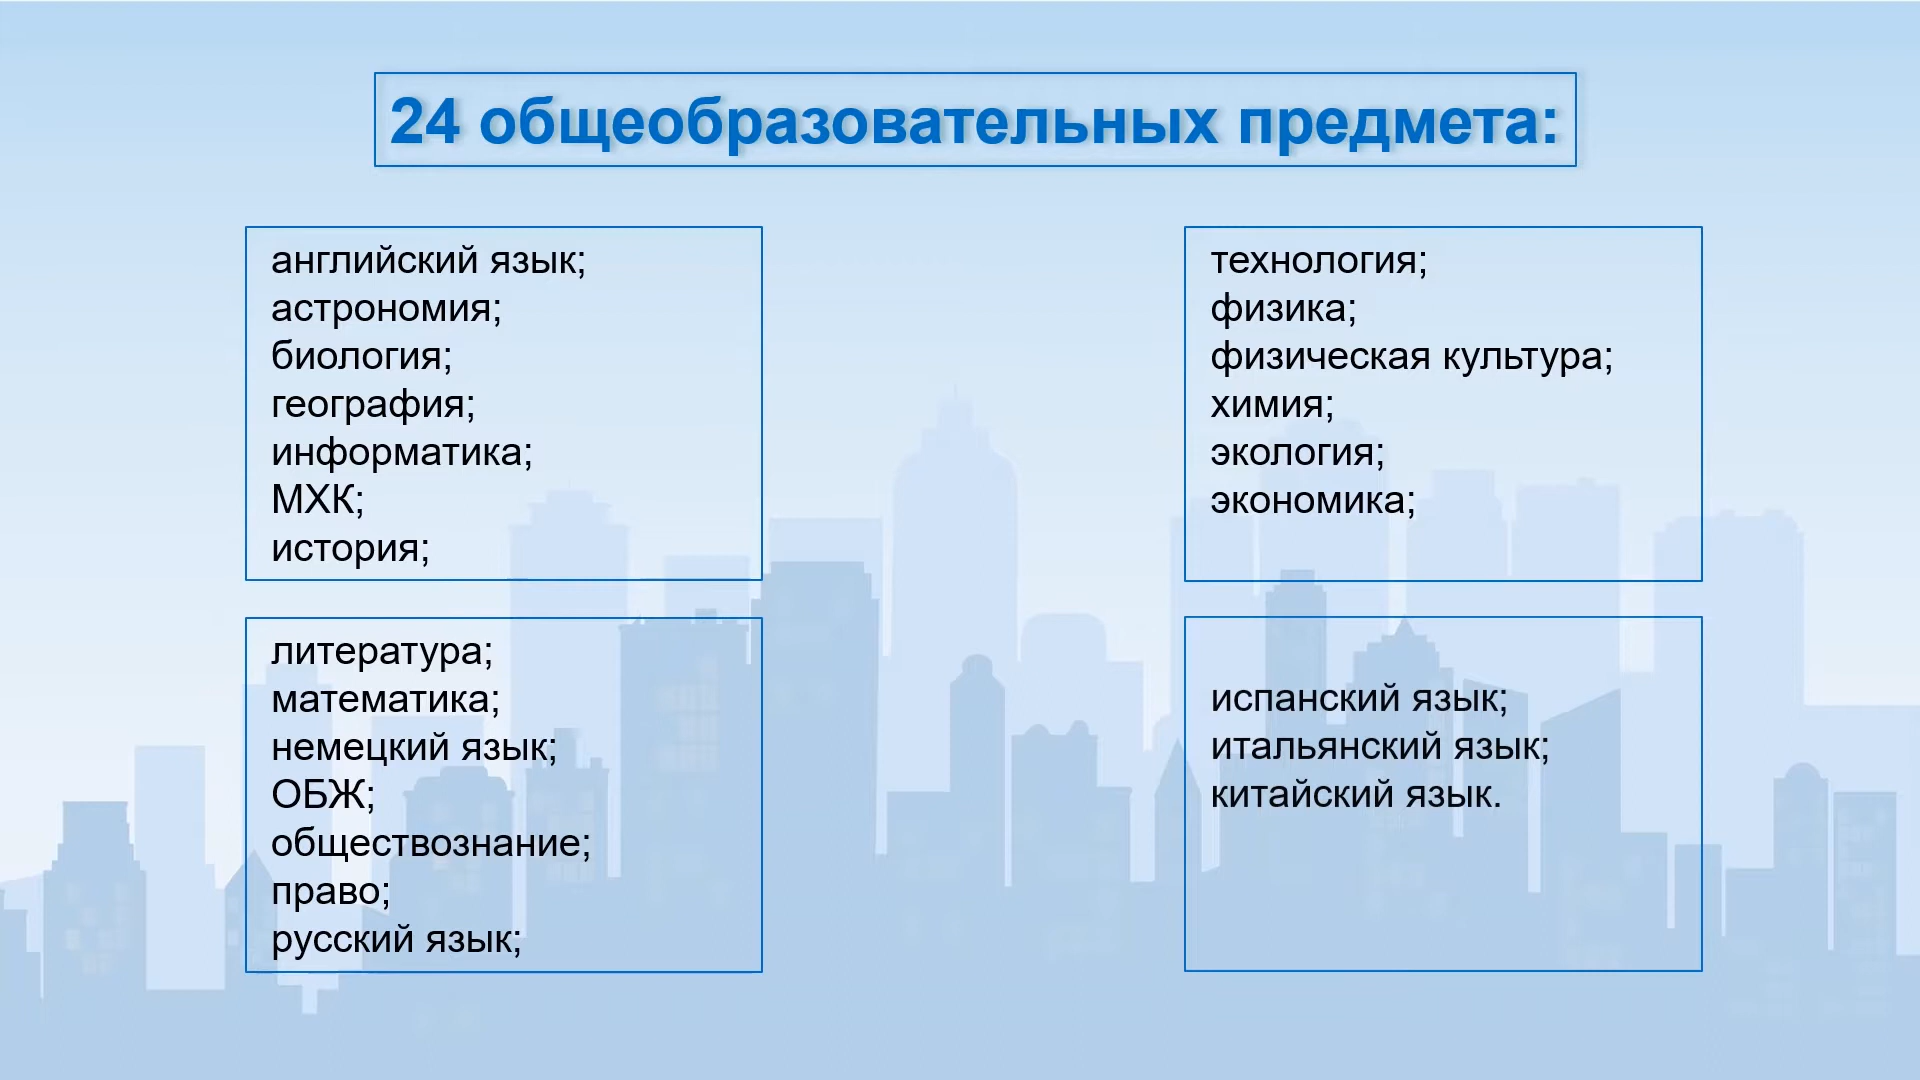 24 общеобразовательных предмета:
английский язык;
астрономия;
биология;
география;
информатика;
МХК;
история;
литература;
математика;
немецкий язык;
ОБЖ;
обществознание;
право;
русский язык;
технология;
физика;
физическая культура;
химия;
экология;
экономика;
испанский язык;
итальянский язык;
китайский язык.